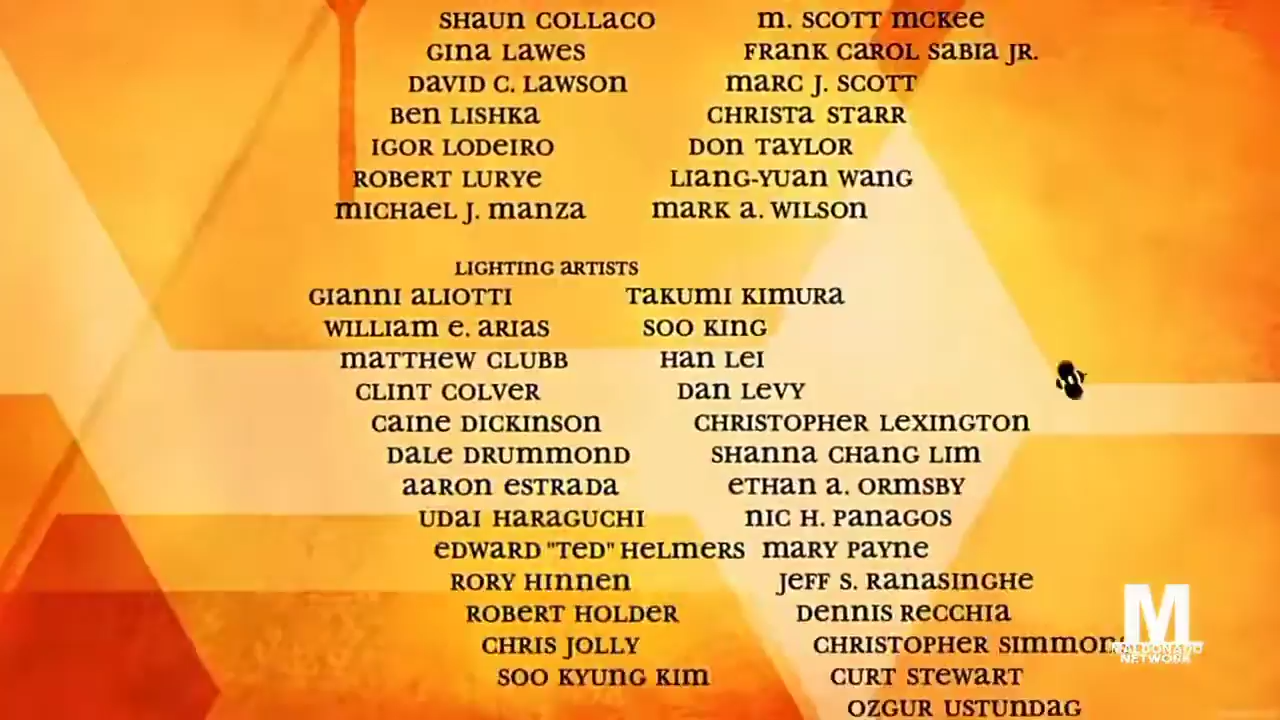 SHAUN COLLACO M. SCOTT MCKEE
GINA LAWES FRANK CAROL SABIA JR.
DAVID C. LAWSON MARC J. SCOTT
BEN LISHKA CHRISTA STARR
IGOR LODEIRO DON TAYLOR
ROBERT LURYE LIANG-YUAN WANG
MICHAEL J. MANZA MARK A. WILSON
LIGHTING ARTISTS
GIANNI ALIOTTI TAKUMI KIMURA
WILLIAM E. ARIAS SOO KING
MATTHEW CLUBB HAN LEI
CLINT COLVER DAN LEVY
CAINE DICKINSON CHRISTOPHER LEXINGTON
DALE DRUMMOND SHANNA CHANG LIM
AARON ESTRADA ETHAN A. ORMSBY
UDAI HARAGUCHI NIC H. PANAGOS
EDWARD "TED" HELMERS MARY PAYNE
RORY HINNEN JEFF S. RANASINGHE
ROBERT HOLDER DENNIS RECCHIA
CHRIS JOLLY CHRISTOPHER SIMMONS
SOO KYUNG KIM CURT STEWART
OZGUR USTUNDAG
M
MALDONADO
NETWORK